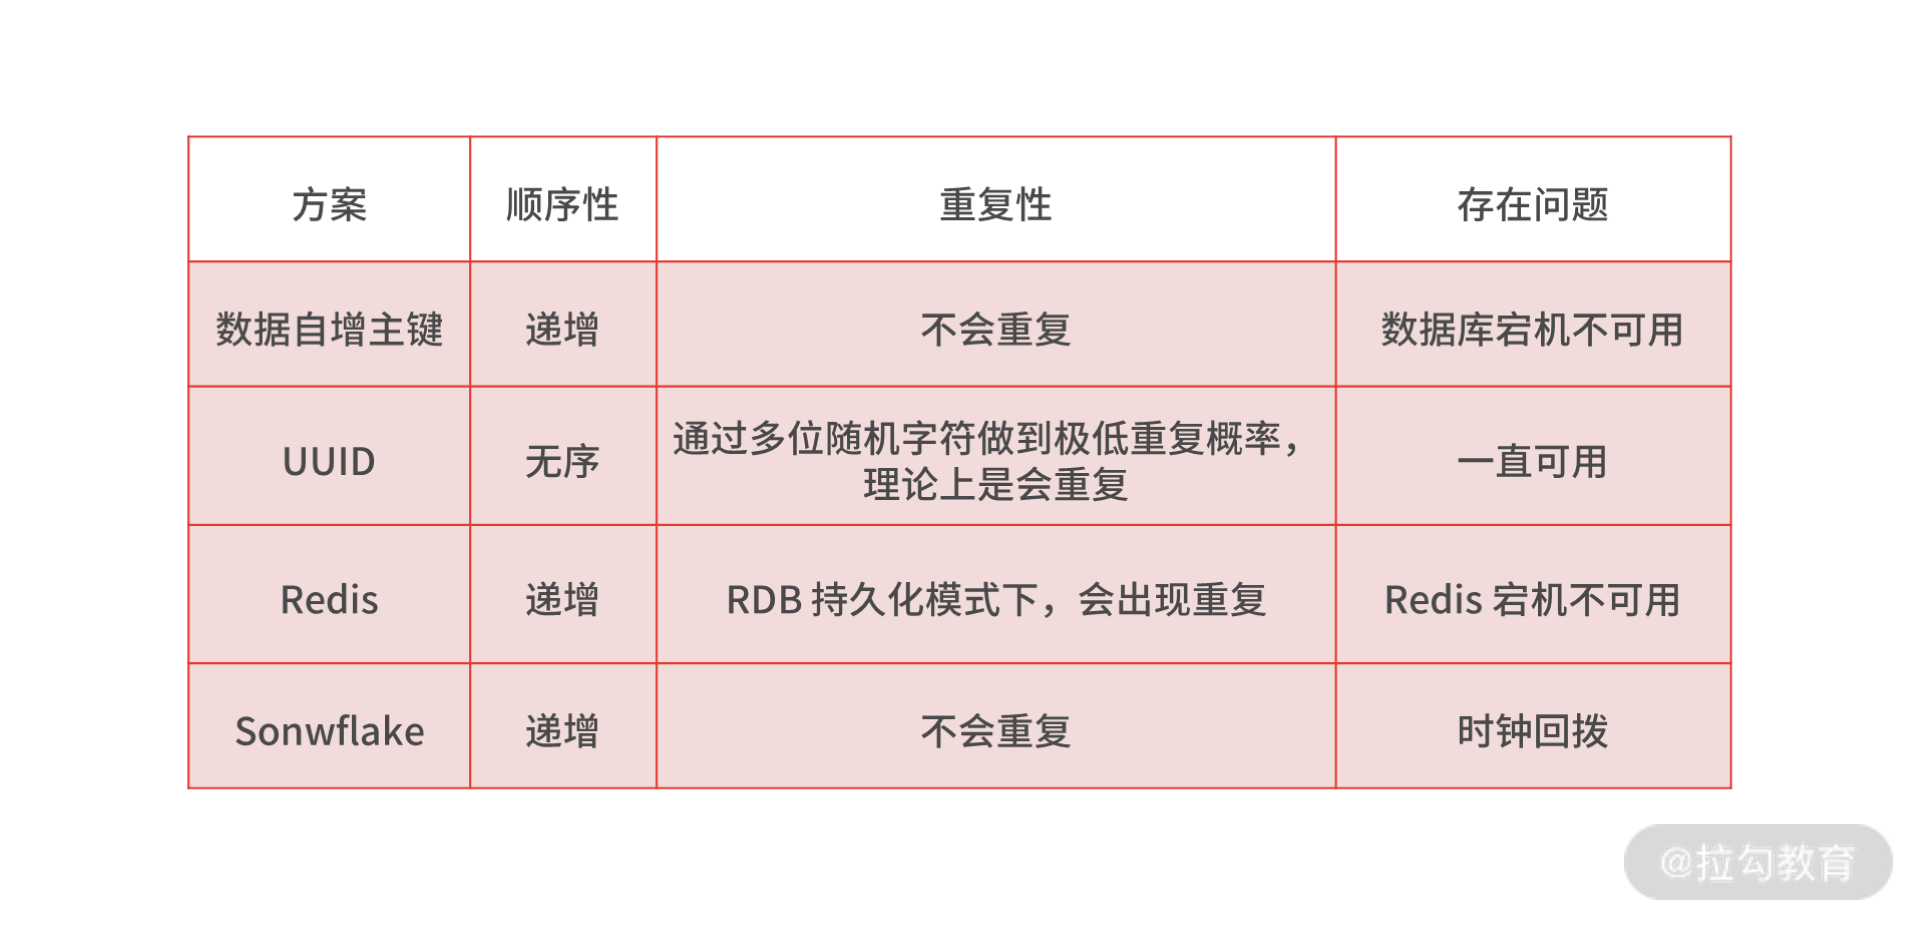 方案 顺序性 重复性 存在问题
数据自增主键 递增 不会重复 数据库宕机不可用
UUID 无序 通过多位随机字符做到极低重复概率，
理论上是会重复 一直可用
Redis 递增 RDB 持久化模式下，会出现重复 Redis 宕机不可用
Sonwflake 递增 不会重复 时钟回拨
@拉勾教育